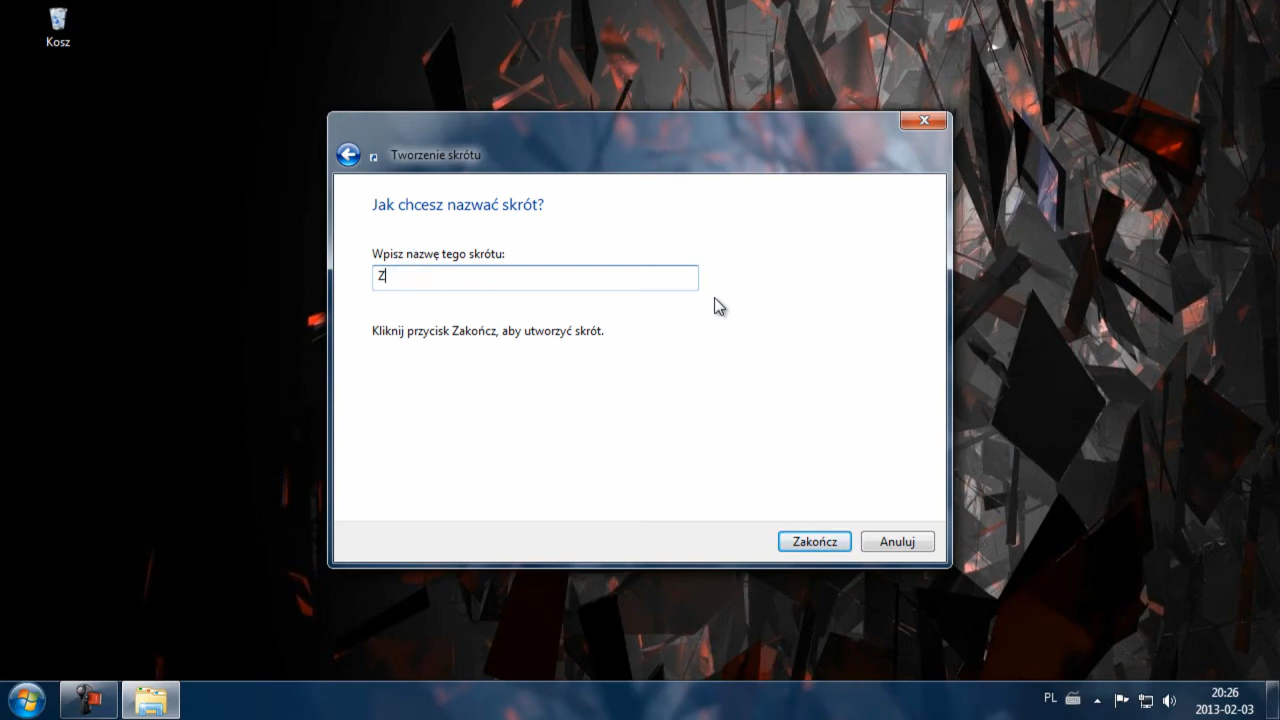 Kosz
Tworzenie skrótu
Jak chcesz nazwać skrót?
Wpisz nazwę tego skrótu:
Z
Kliknij przycisk Zakończ, aby utworzyć skrót.
Zakończ
Anuluj
PL
20:26
2013-02-03